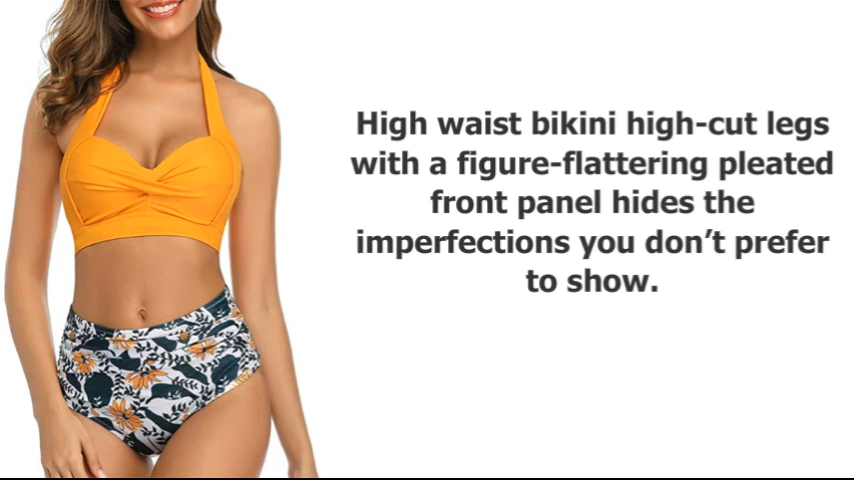 High waist bikini high-cut legs
with a figure-flattering pleated
front panel hides the
imperfections you don’t prefer
to show.